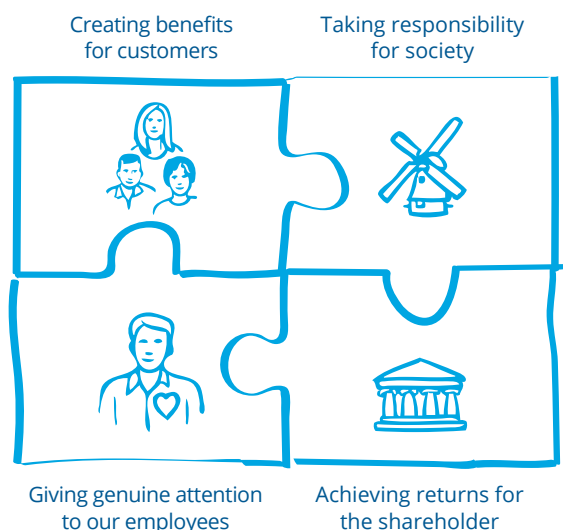 Creating benefits
for customers
Taking responsibility
for society
Giving genuine attention
to our employees
Achieving returns for
the shareholder